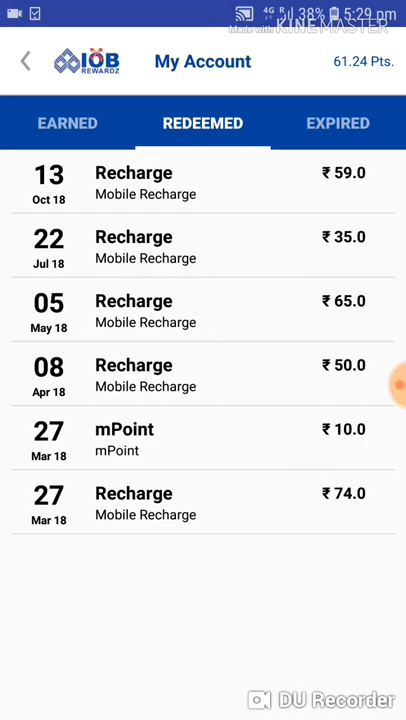 4G R 38% 5:29 pm
Made with KINEMASTER
IOB
REWARDZ
My Account
61.24 Pts.
EARNED
REDEEMED
EXPIRED
13 Recharge ₹ 59.0
Oct 18 Mobile Recharge
22 Recharge ₹ 35.0
Jul 18 Mobile Recharge
05 Recharge ₹ 65.0
May 18 Mobile Recharge
08 Recharge ₹ 50.0
Apr 18 Mobile Recharge
27 mPoint ₹ 10.0
Mar 18 mPoint
27 Recharge ₹ 74.0
Mar 18 Mobile Recharge
DU Recorder